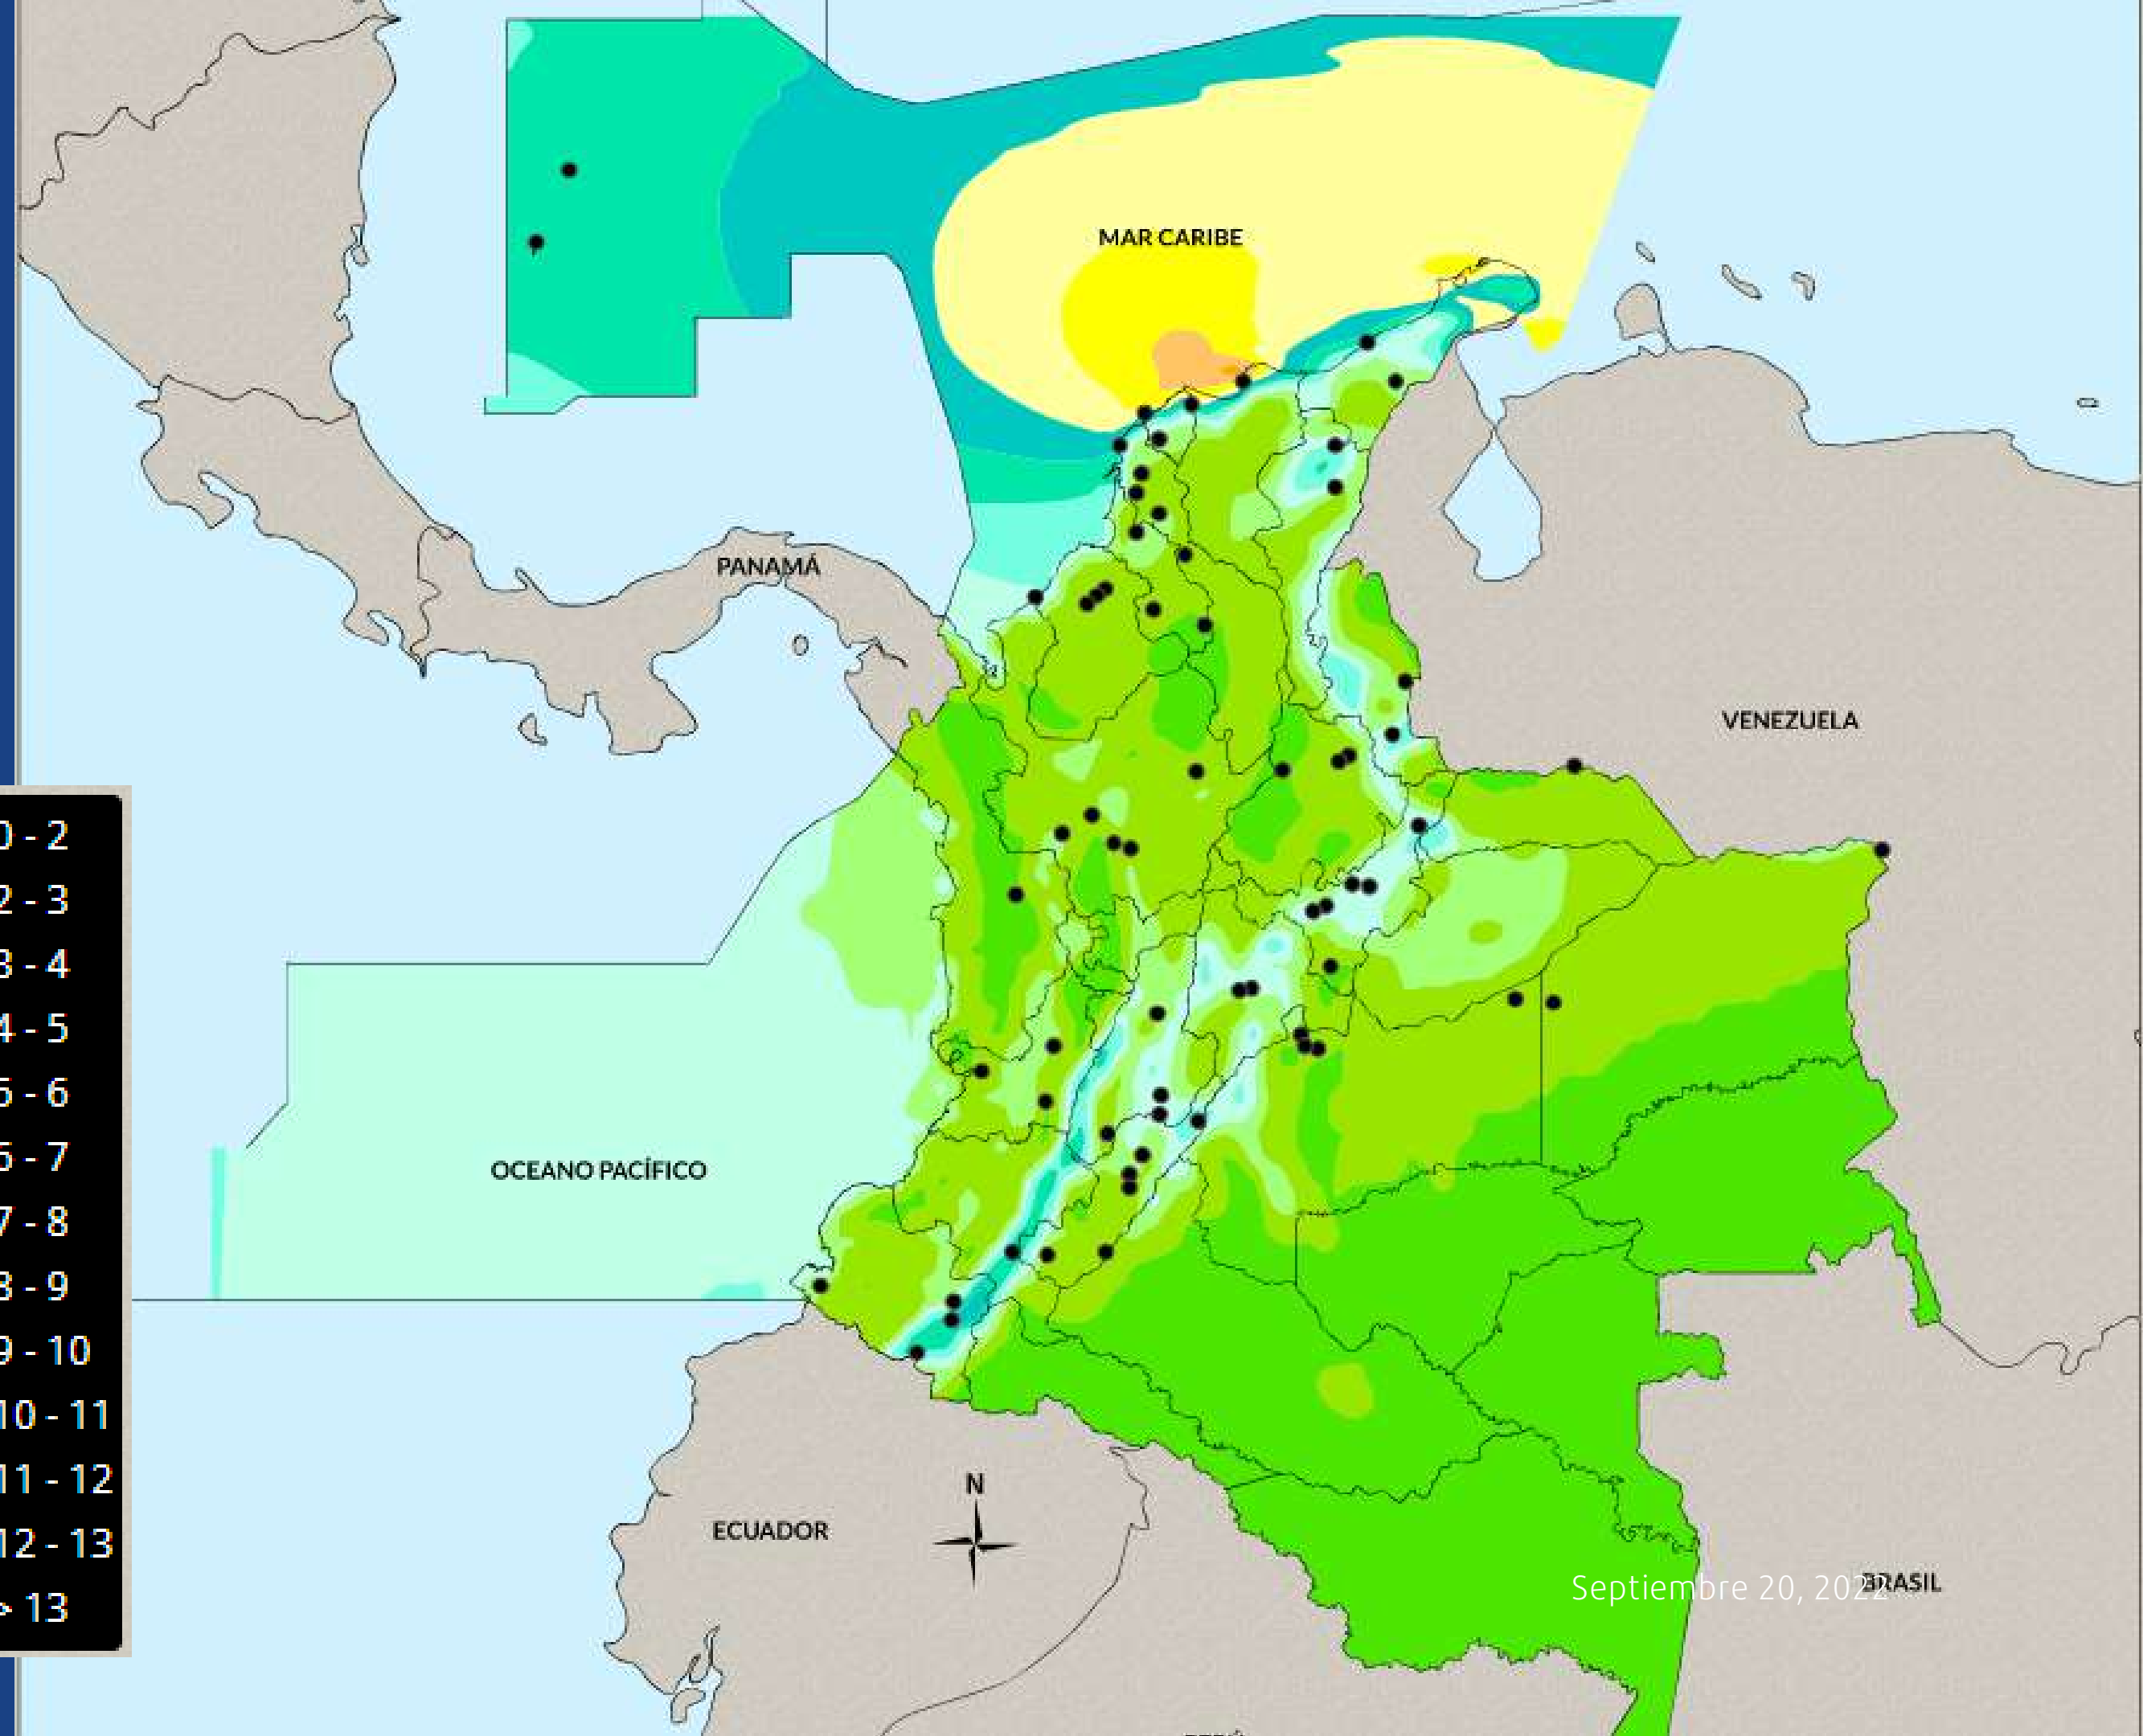 MAR CARIBE
PANAMÁ
VENEZUELA
0 - 2
2 - 3
3 - 4
4 - 5
5 - 6
6 - 7
7 - 8
8 - 9
9 - 10
10 - 11
11 - 12
12 - 13
> 13
OCEANO PACÍFICO
N
ECUADOR
Septiembre 20, 2022
BRASIL